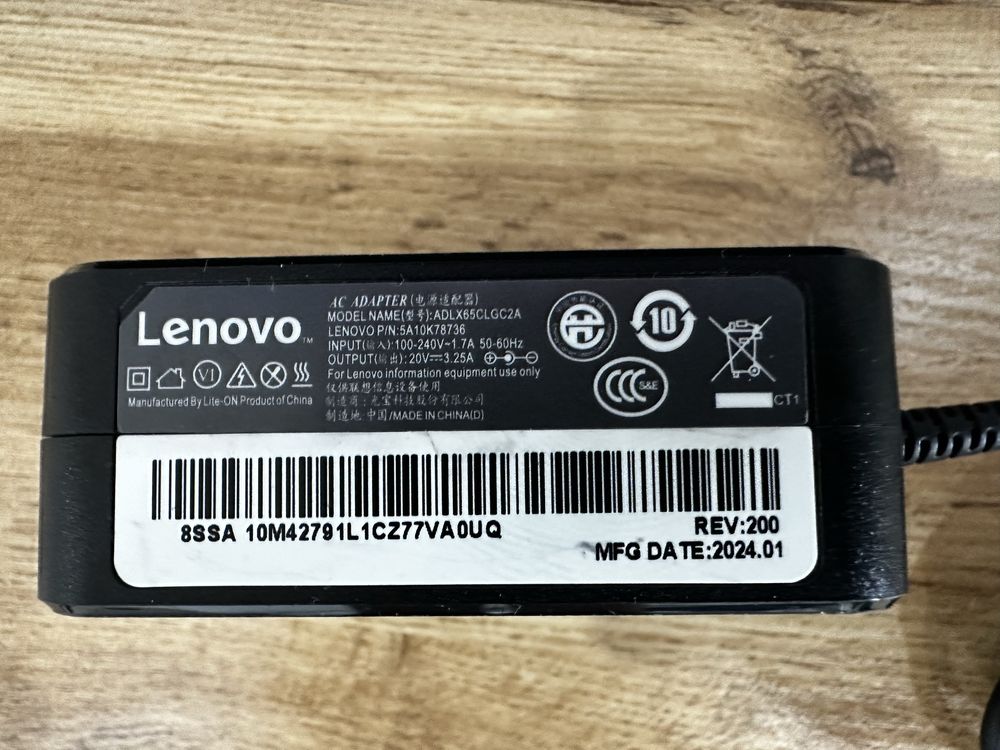 Lenovo™
VI
Manufactured By Lite-ON Product of China
AC ADAPTER (电源适配器)
MODEL NAME(型号):ADLX65CLGC2A
LENOVO P/N:5A10K78736
INPUT(输入):100-240V~1.7A 50-60Hz
OUTPUT(输出):20V⎓3.25A
For Lenovo information equipment use only
仅供联想信息设备使用
制造商:光宝科技股份有限公司
制造地:中国/MADE IN CHINA(D)
10
CCC S&E
CT1
8SSA 10M42791L1CZ77VA0UQ
REV:200
MFG DATE:2024.01